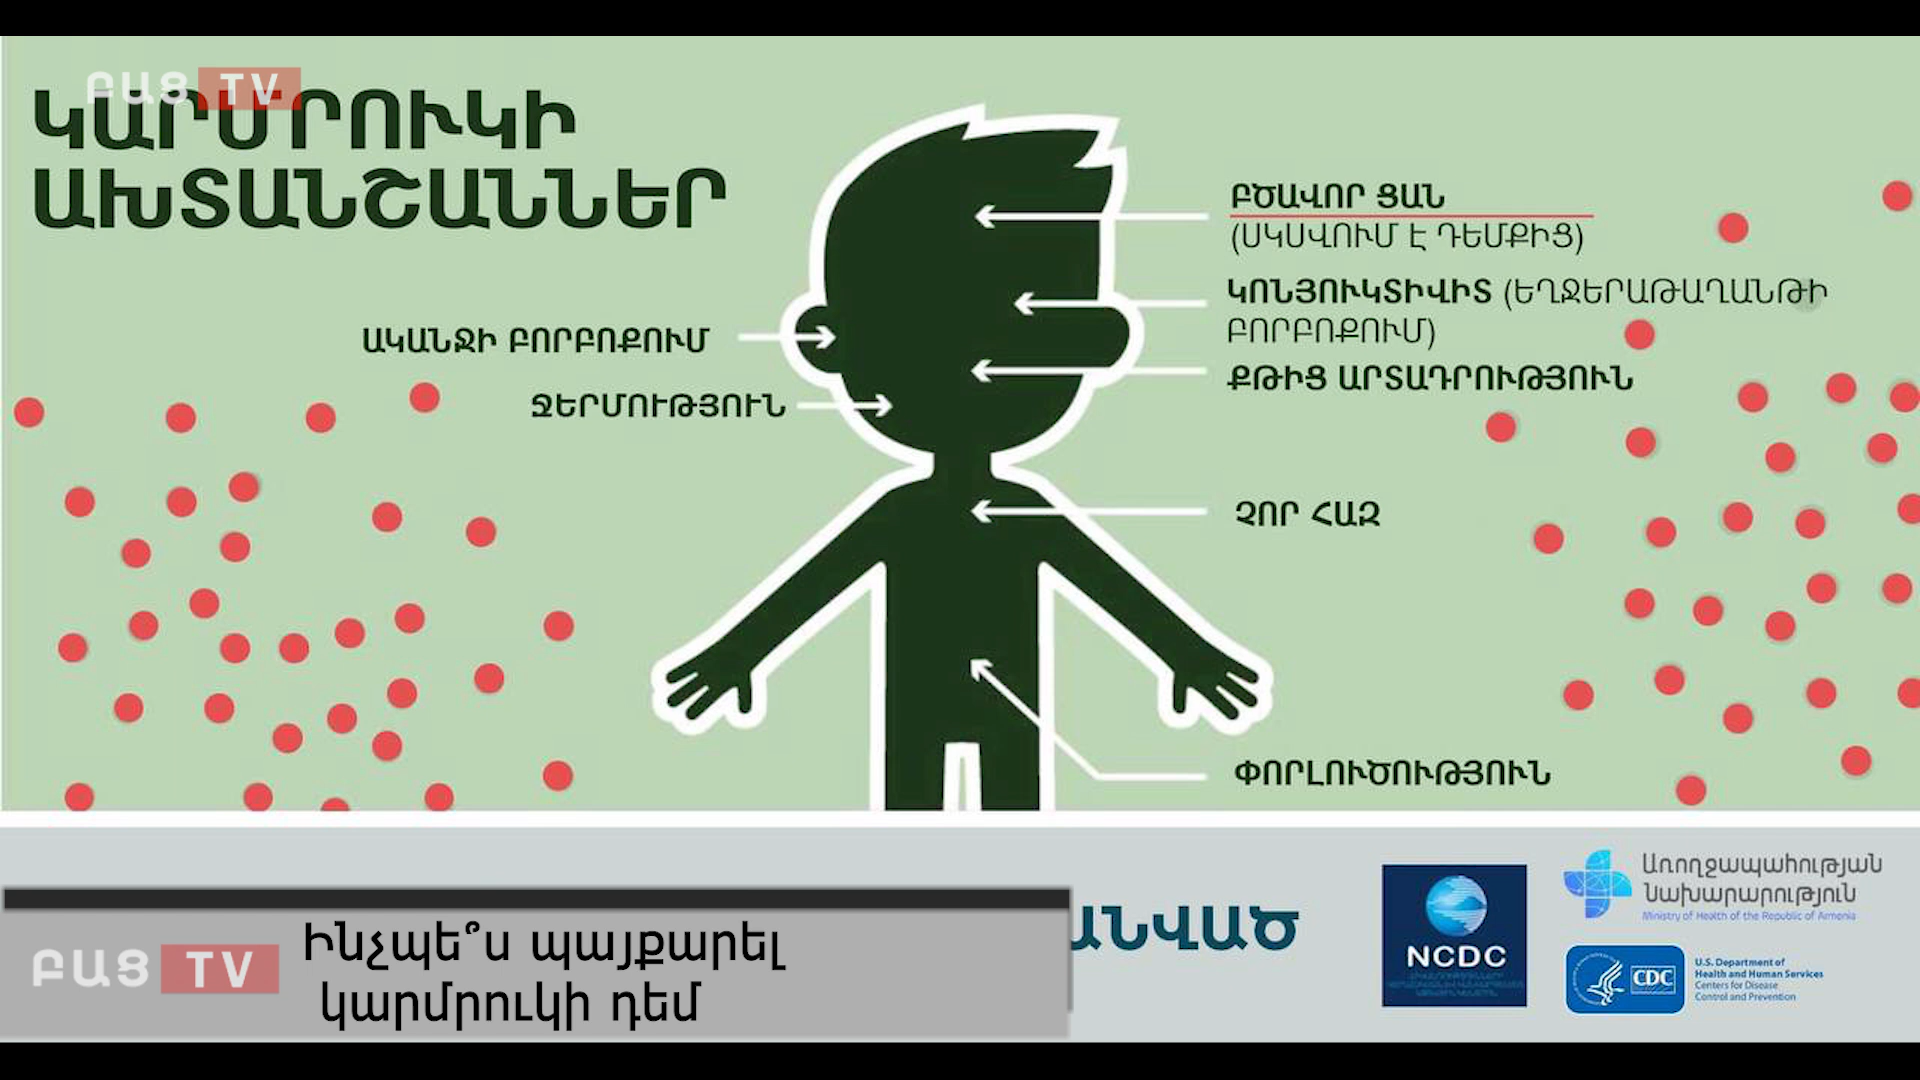 ԲԱՑ TV
ԿԱՐՄՐՈՒԿԻ
ԱԽՏԱՆՇԱՆՆԵՐ
ԲԾԱՎՈՐ ՑԱՆ
(ՍԿՍՎՈՒՄ Է ԴԵՄՔԻՑ)
ԿՈՆՅՈՒԿՏԻՎԻՏ (ԵՂՋԵՐԱԹԱՂԱՆԹԻ
ԲՈՐԲՈՔՈՒՄ)
ԱԿԱՆՋԻ ԲՈՐԲՈՔՈՒՄ
ՔԹԻՑ ԱՐՏԱԴՐՈՒԹՅՈՒՆ
ՋԵՐՄՈՒԹՅՈՒՆ
ՉՈՐ ՀԱԶ
ՓՈՐԼՈՒԾՈՒԹՅՈՒՆ
ԲԱՑ TV
Ինչպե՞ս պայքարել
կարմրուկի դեմ
ԱՆՎԱԾ
NCDC
Առողջապահության
Նախարարություն
Ministry of Health of the Republic of Armenia
CDC
U.S. Department of
Health and Human Services
Centers for Disease
Control and Prevention